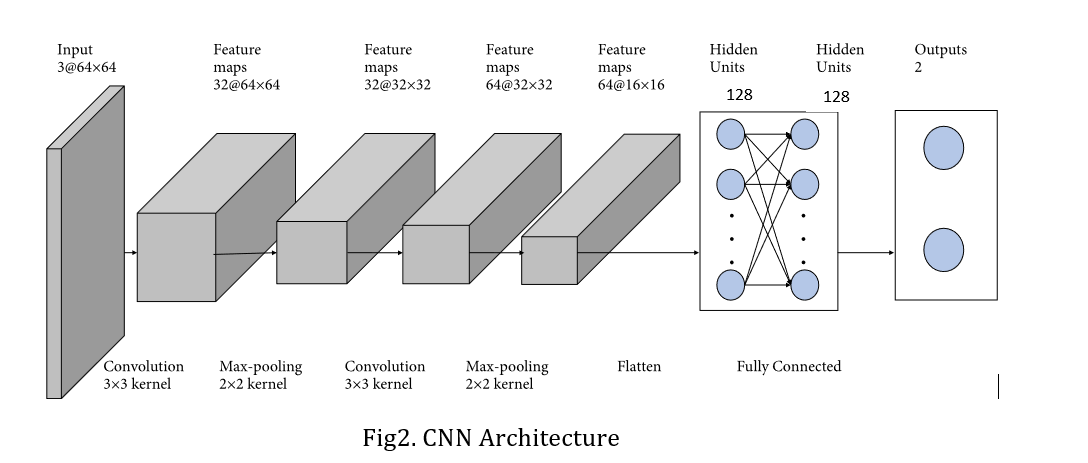 Input
3@64×64
Feature
maps
32@64×64
Feature
maps
32@32×32
Feature
maps
64@32×32
Feature
maps
64@16×16
Hidden
Units
128
Hidden
Units
128
Outputs
2
Convolution
3×3 kernel
Max-pooling
2×2 kernel
Convolution
3×3 kernel
Max-pooling
2×2 kernel
Flatten
Fully Connected
Fig2. CNN Architecture